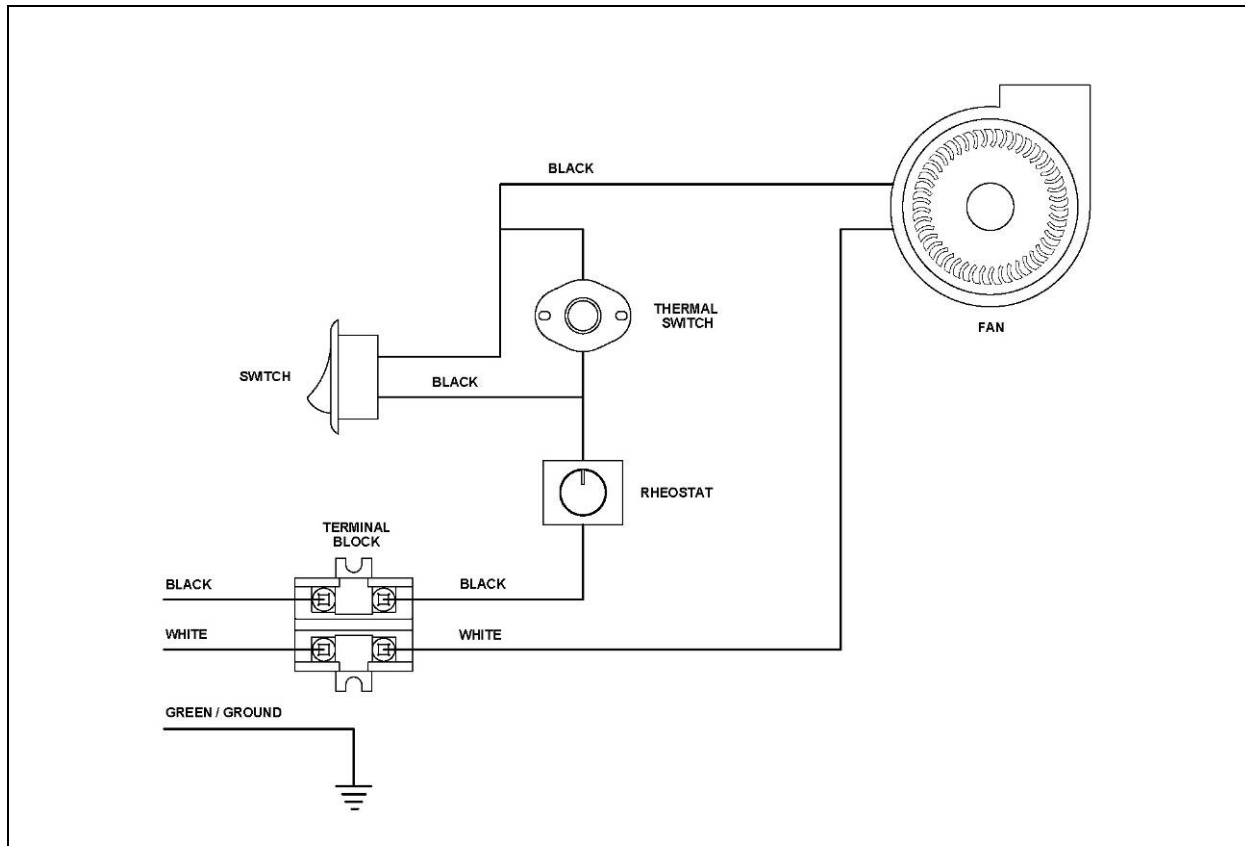 BLACK
THERMAL
SWITCH
FAN
SWITCH
BLACK
RHEOSTAT
TERMINAL
BLOCK
BLACK
BLACK
WHITE
WHITE
GREEN / GROUND